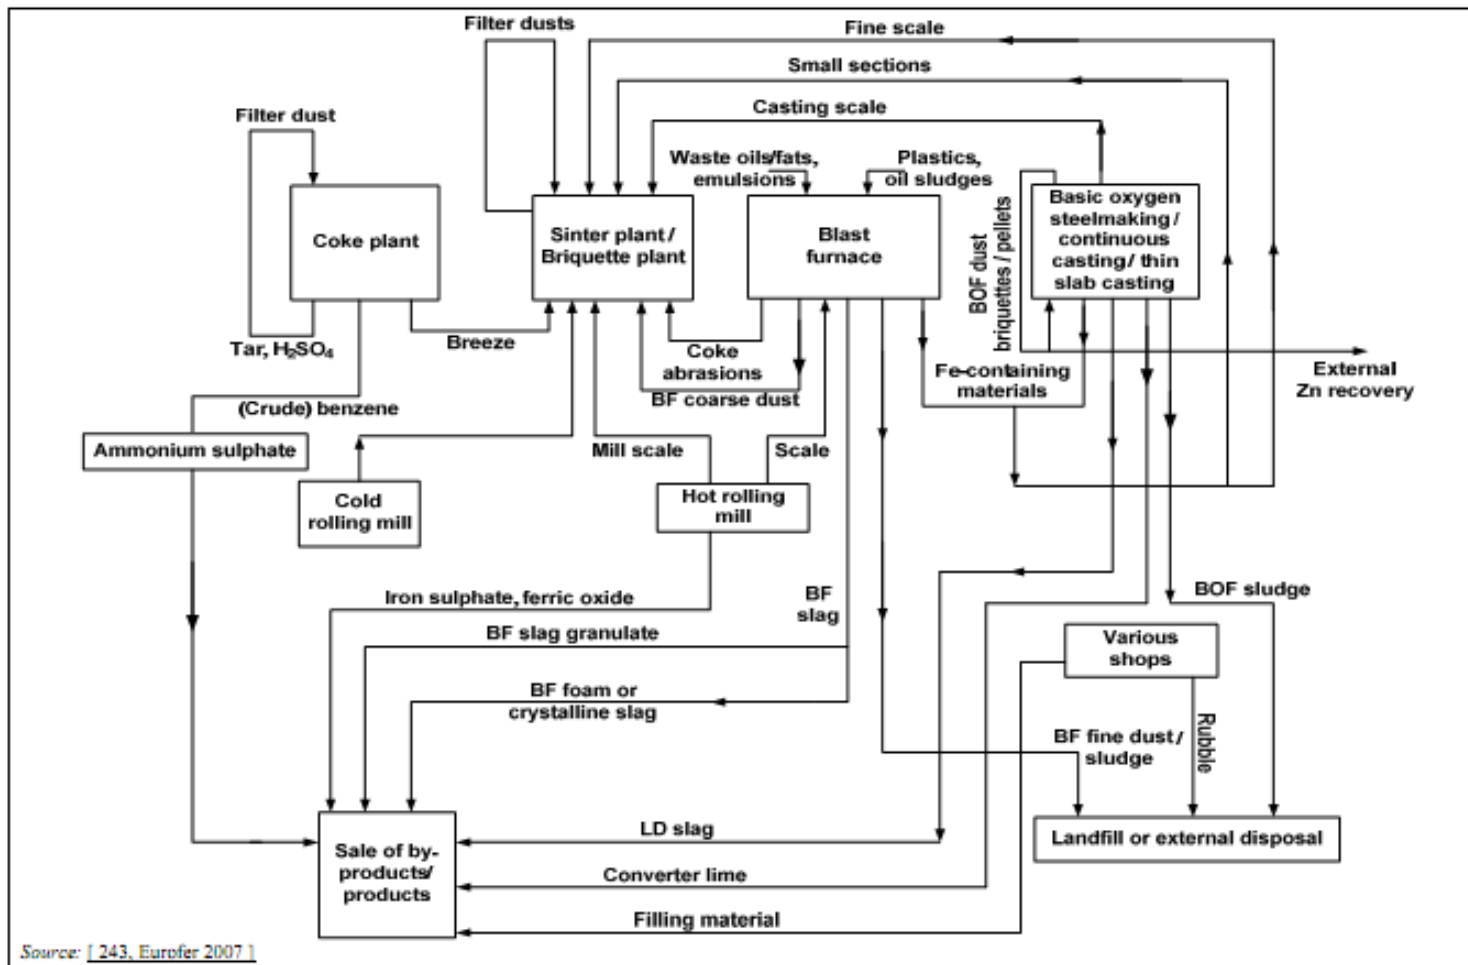 Filter dusts
Fine scale
Small sections
Casting scale
Filter dust
Waste oils/fats,
emulsions
Plastics,
oil sludges
Coke plant
Sinter plant/
Briquette plant
Blast
furnace
BOF dust
briquettes / pellets
Basic oxygen
steelmaking/
continuous
casting/ thin
slab casting
Tar, H₂SO₄
Breeze
Coke
abrasions
BF coarse dust
Fe-containing
materials
External
Zn recovery
(Crude) benzene
Ammonium sulphate
Mill scale
Scale
Cold
rolling mill
Hot rolling
mill
Iron sulphate, ferric oxide
BF
slag
BOF sludge
BF slag granulate
Various
shops
BF foam or
crystalline slag
BF fine dust/
sludge
Rubble
LD slag
Landfill or external disposal
Sale of by-
products/
products
Converter lime
Filling material
Source: [ 243, Eurofer 2007 ]